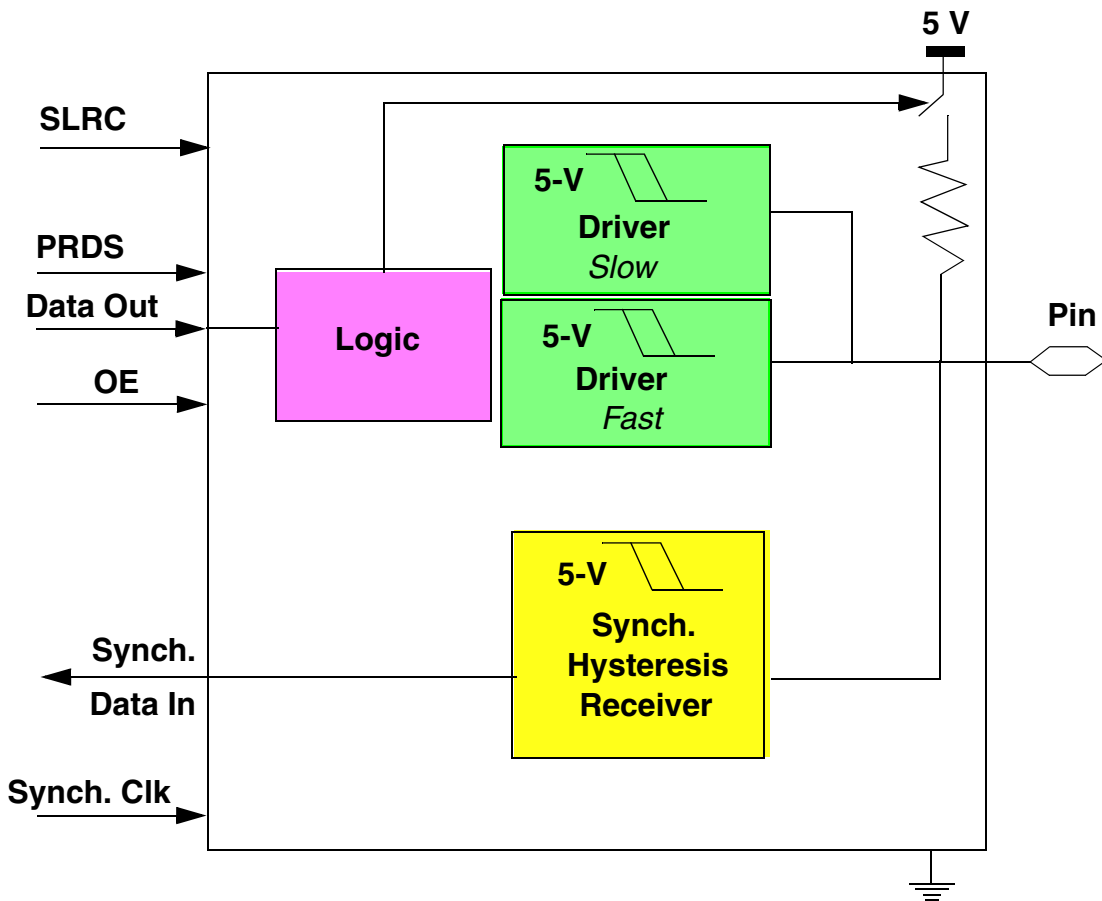 5 V
SLRC
5-V
Driver
Slow
PRDS
Data Out
Logic
5-V
Driver
Fast
Pin
OE
5-V
Synch.
Hysteresis
Receiver
Synch.
Data In
Synch. Clk